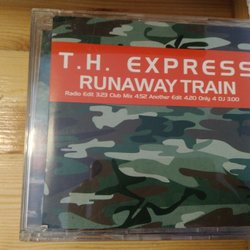 T.H. EXPRESS
RUNAWAY TRAIN
Radio Edit 3.29 Club Mix 4.52 Another Edit 4.20 Only 4 DJ 3.00